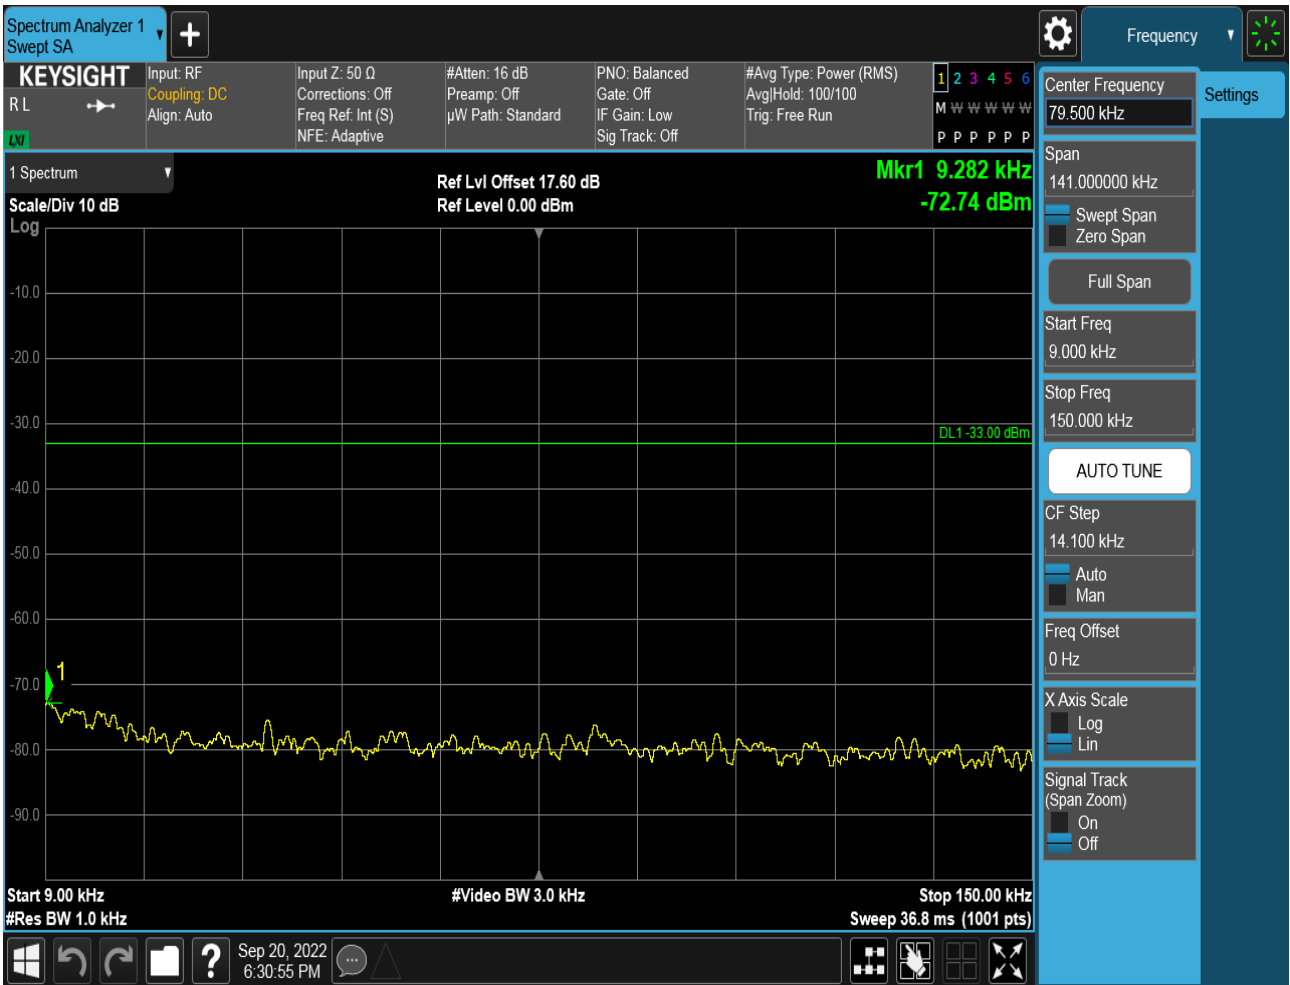 Spectrum Analyzer 1
Swept SA
Frequency
KEYSIGHT
R L
LXI
Input: RF
Coupling: DC
Align: Auto
Input Z: 50 Ω
Corrections: Off
Freq Ref: Int (S)
NFE: Adaptive
#Atten: 16 dB
Preamp: Off
µW Path: Standard
PNO: Balanced
Gate: Off
IF Gain: Low
Sig Track: Off
#Avg Type: Power (RMS)
Avg|Hold: 100/100
Trig: Free Run
1 2 3 4 5 6
M W W W W W
P P P P P P
1 Spectrum
Scale/Div 10 dB
Log
Ref Lvl Offset 17.60 dB
Ref Level 0.00 dBm
Mkr1 9.282 kHz
-72.74 dBm
-10.0
-20.0
-30.0
DL1 -33.00 dBm
-40.0
-50.0
-60.0
1
-70.0
-80.0
-90.0
Start 9.00 kHz
#Res BW 1.0 kHz
#Video BW 3.0 kHz
Stop 150.00 kHz
Sweep 36.8 ms (1001 pts)
?
Sep 20, 2022
6:30:55 PM
Center Frequency
79.500 kHz
Settings
Span
141.000000 kHz
Swept Span
Zero Span
Full Span
Start Freq
9.000 kHz
Stop Freq
150.000 kHz
AUTO TUNE
CF Step
14.100 kHz
Auto
Man
Freq Offset
0 Hz
X Axis Scale
Log
Lin
Signal Track
(Span Zoom)
On
Off